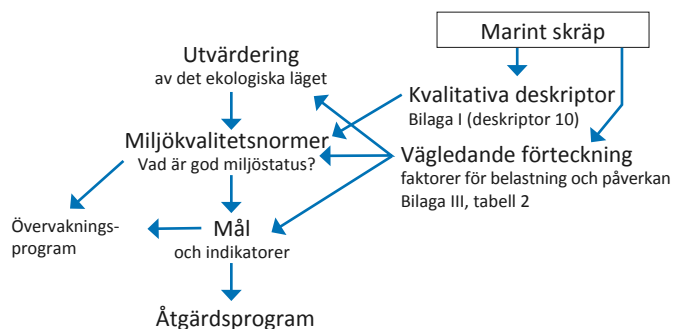 Marint skräp
Utvärdering
av det ekologiska läget
Kvalitativa deskriptor
Bilaga I (deskriptor 10)
Miljökvalitetsnormer
Vad är god miljöstatus?
Vägledande förteckning
faktorer för belastning och påverkan
Bilaga III, tabell 2
Övervaknings-
program
Mål
och indikatorer
Åtgärdsprogram